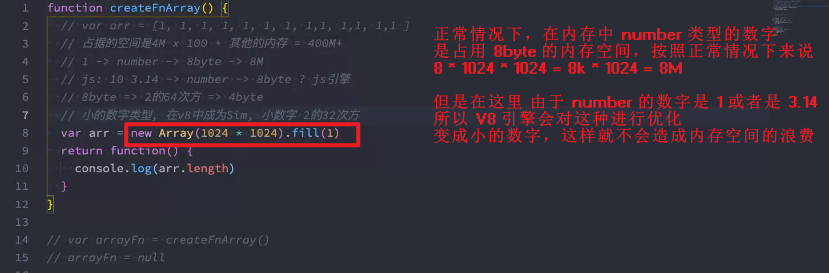 1 function createFnArray() {
2 // var arr = [1, 1, 1, 1, 1, 1, 1, 1,1, 1,1, 1,1 ]
3 // 占据的空间是4M x 100 + 其他的内存 = 400M+
4 // 1 -> number -> 8byte -> 8M
5 // js: 10 3.14 -> number -> 8byte ? js引擎
6 // 8byte => 2的64次方 => 4byte
7 // 小的数字类型, 在v8中成为Sim, 小数字 2的32次方
8 var arr = new Array(1024 * 1024).fill(1)
9 return function() {
10 console.log(arr.length)
11 }
12 }
13
14 // var arrayFn = createFnArray()
15 // arrayFn = null
正常情况下，在内存中 number 类型的数字
是占用 8byte 的内存空间，按照正常情况下来说
8 * 1024 * 1024 = 8k * 1024 = 8M
但是在这里 由于 number 的数字是 1 或者是 3.14
所以 V8 引擎会对这种进行优化
变成小的数字，这样就不会造成内存空间的浪费